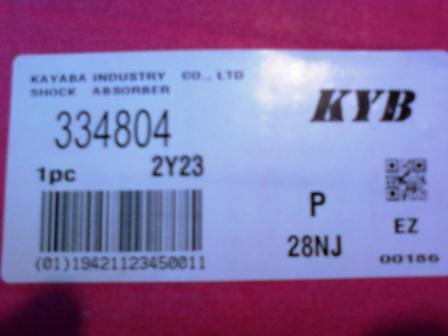 KAYABA INDUSTRY CO., LTD
SHOCK ABSORBER
KYB
334804
1pc 2Y23
P
28NJ
EZ
00186
(01)19421123450011